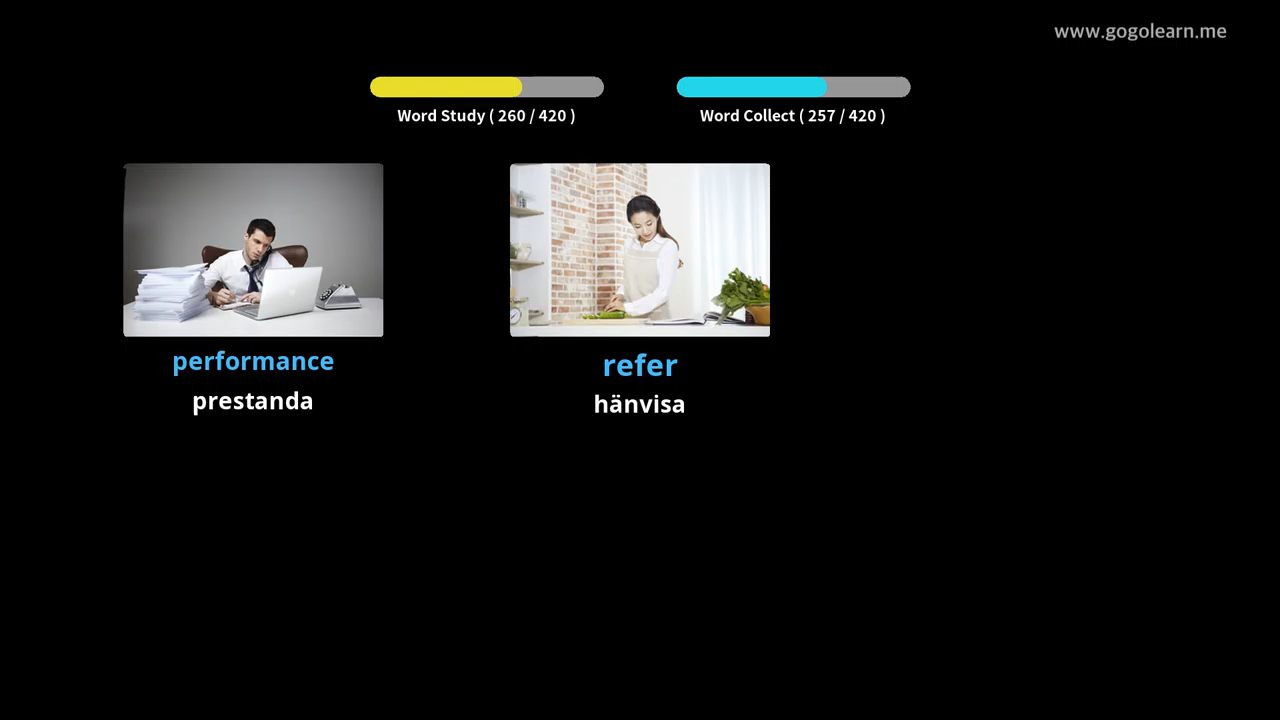 www.gogolearn.me
Word Study ( 260 / 420 )
Word Collect ( 257 / 420 )
performance
prestanda
refer
hänvisa